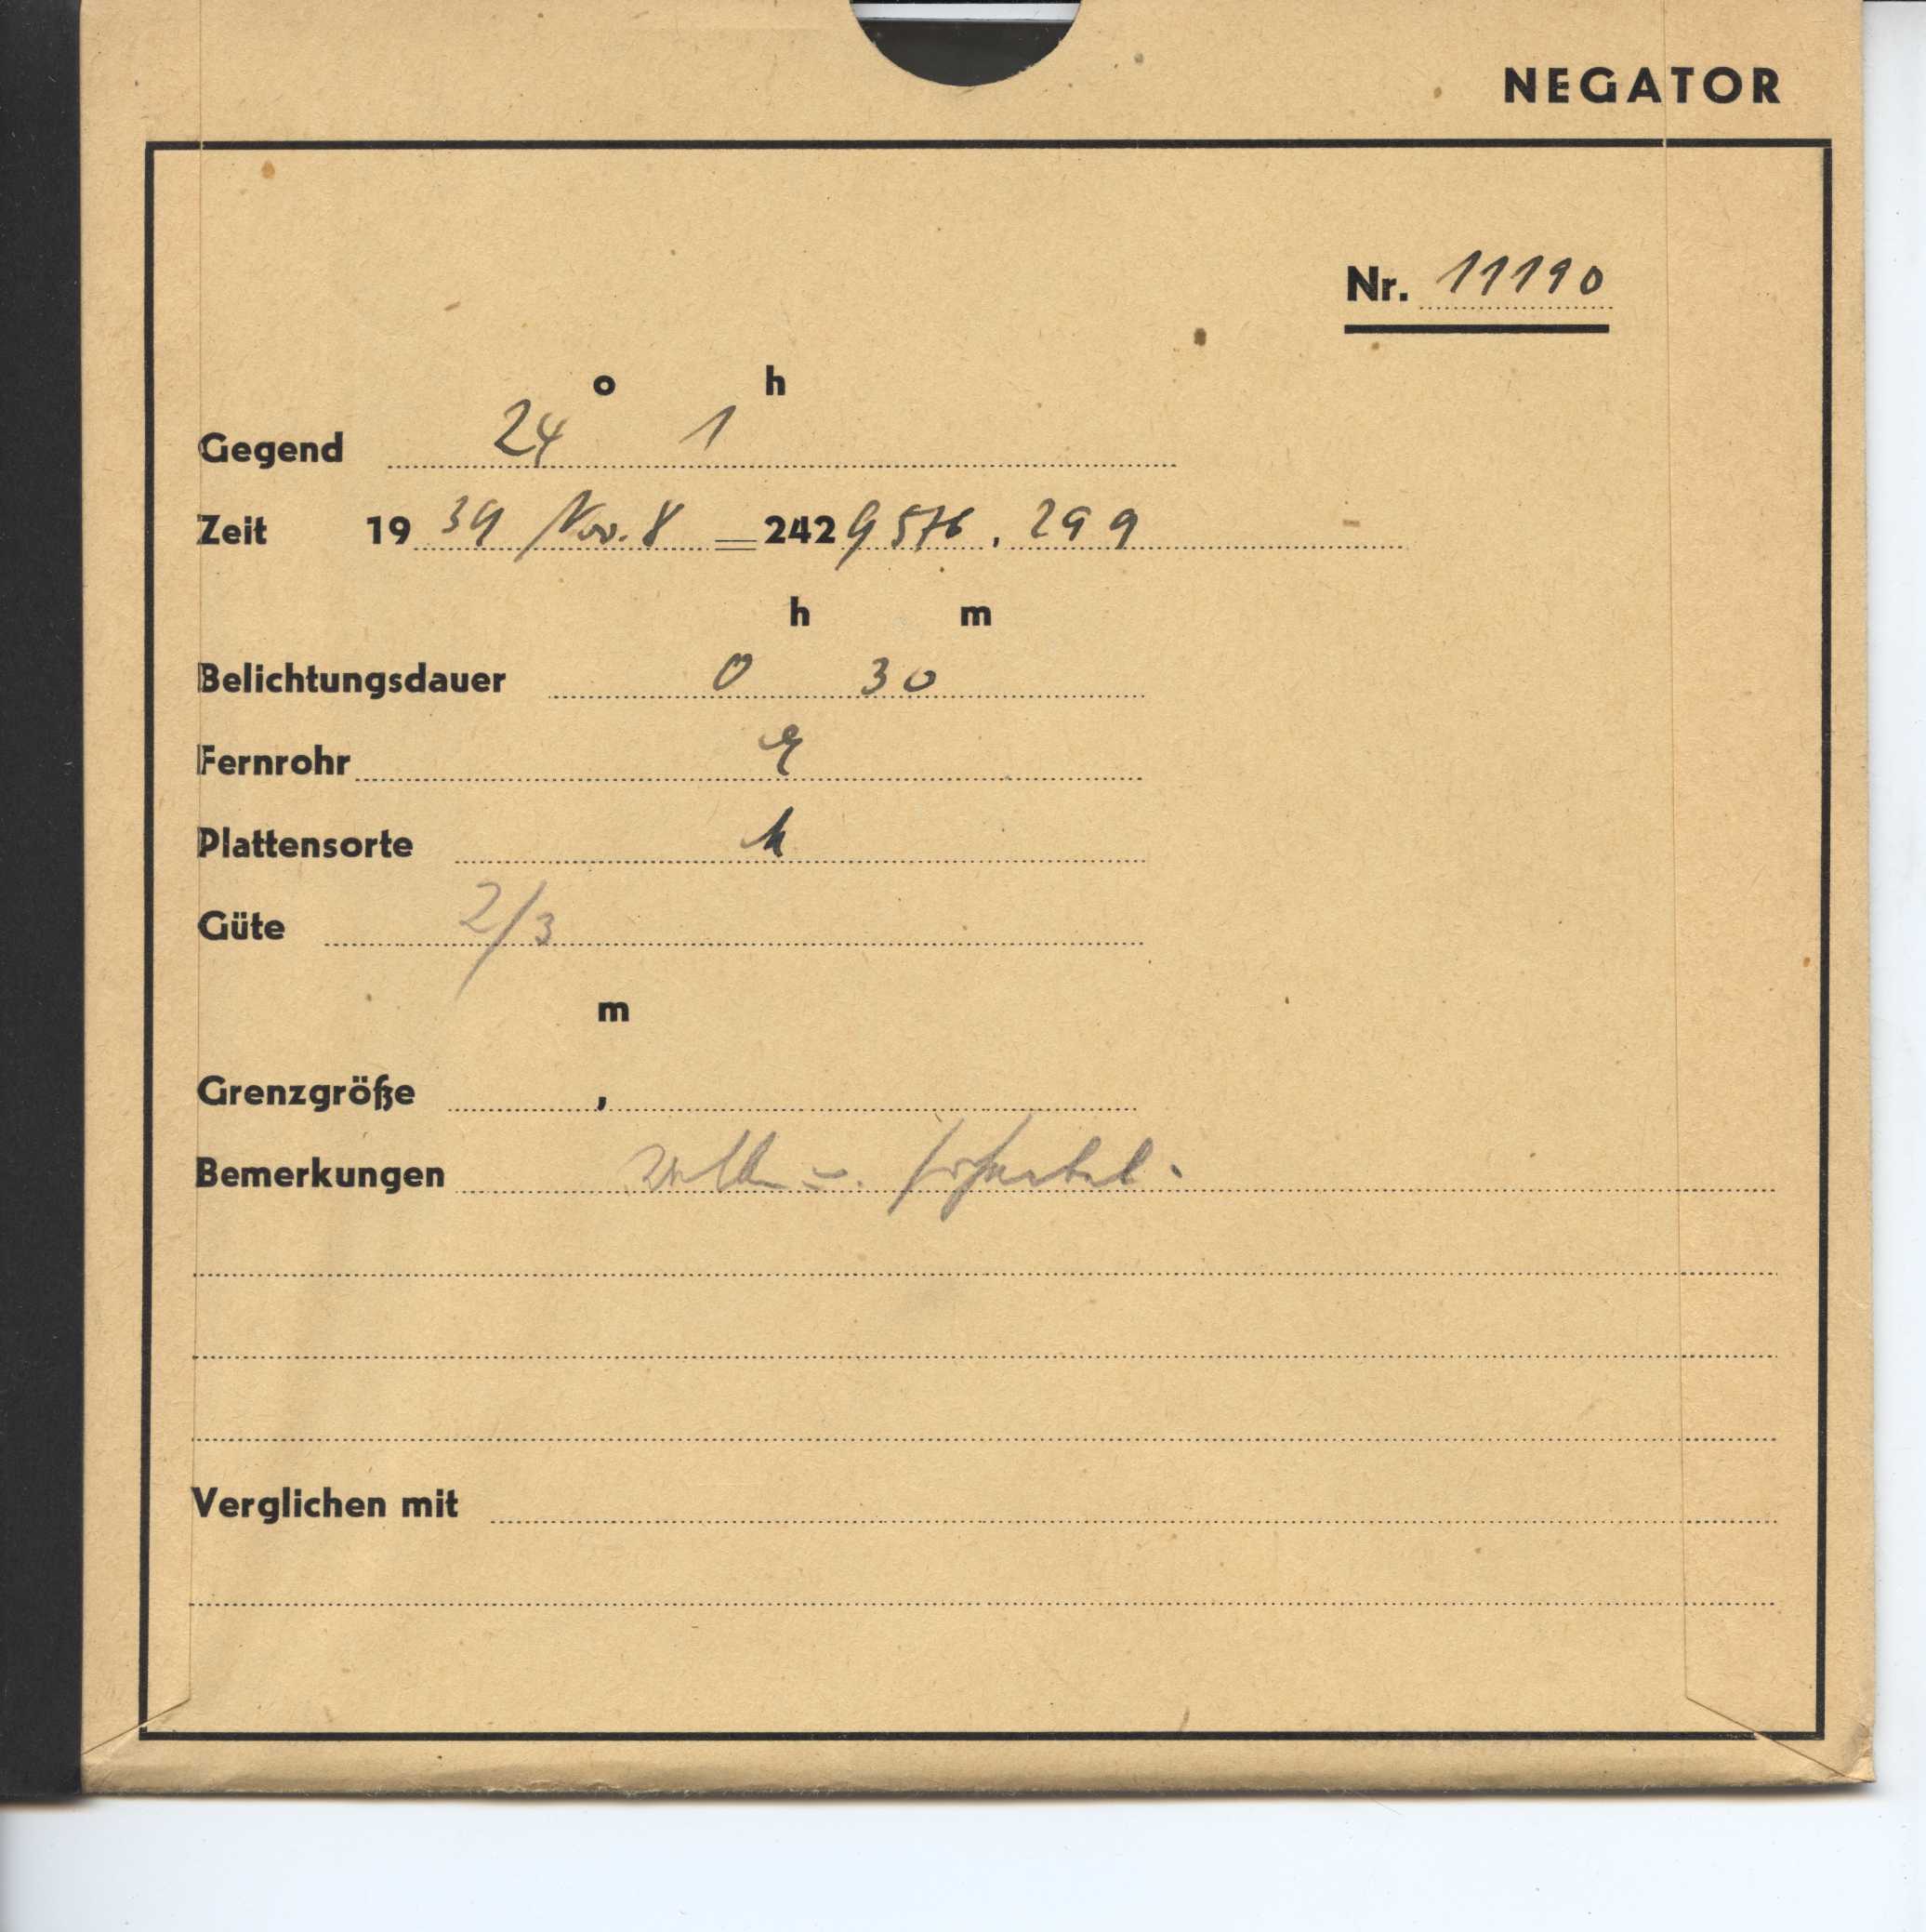 NEGATOR
Nr. 11190
o h
Gegend 24 1
Zeit 19 39 Nov. 8 = 242 9576 . 299
h m
Belichtungsdauer 0 30
Fernrohr
Plattensorte
Güte 2/3
m
Grenzgröße ,
Bemerkungen
Verglichen mit